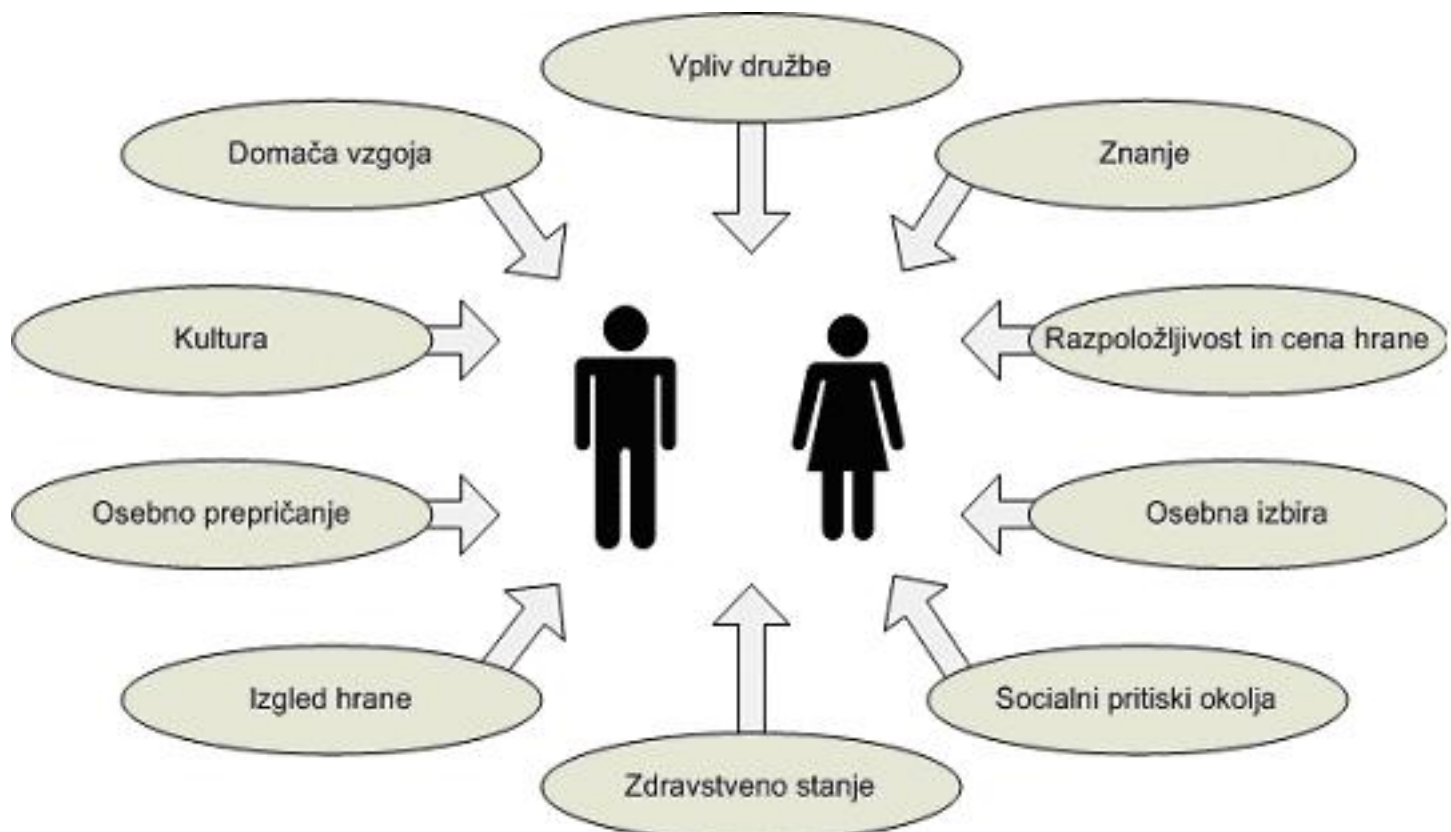 Vpliv družbe
Domača vzgoja
Znanje
Kultura
Razpoložljivost in cena hrane
Osebno prepričanje
Osebna izbira
Izgled hrane
Socialni pritiski okolja
Zdravstveno stanje